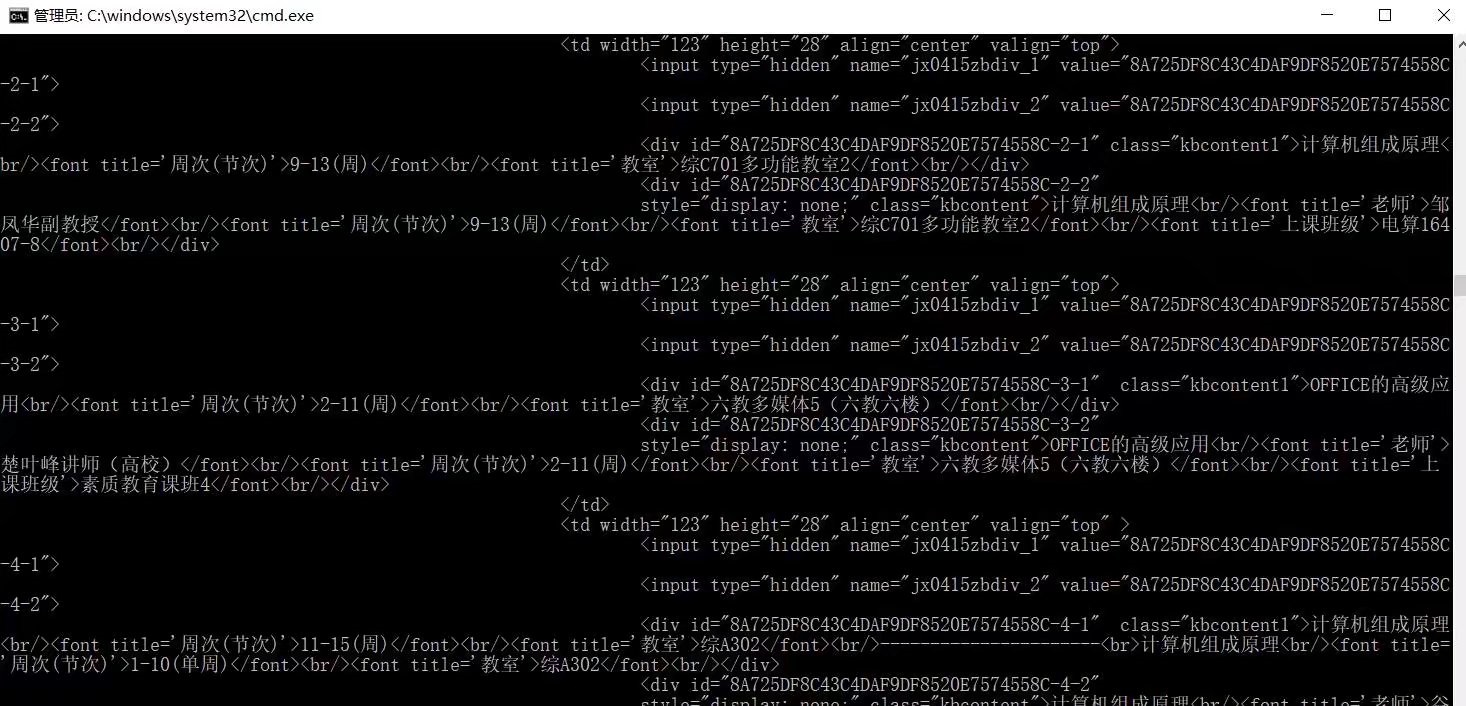 管理员: C:\windows\system32\cmd.exe
<td width="123" height="28" align="center" valign="top">
<input type="hidden" name="jx0415zbdiv_1" value="8A725DF8C43C4DAF9DF8520E7574558C
-2-1">
<input type="hidden" name="jx0415zbdiv_2" value="8A725DF8C43C4DAF9DF8520E7574558C
-2-2">
<div id="8A725DF8C43C4DAF9DF8520E7574558C-2-1" class="kbcontent1">计算机组成原理<
br/><font title='周次(节次)'>9-13(周)</font><br/><font title='教室'>综C701多功能教室2</font><br/></div>
<div id="8A725DF8C43C4DAF9DF8520E7574558C-2-2"
style="display: none;" class="kbcontent">计算机组成原理<br/><font title='老师'>邹
凤华副教授</font><br/><font title='周次(节次)'>9-13(周)</font><br/><font title='教室'>综C701多功能教室2</font><br/><font title='上课班级'>电算164
07-8</font><br/></div>
</td>
<td width="123" height="28" align="center" valign="top">
<input type="hidden" name="jx0415zbdiv_1" value="8A725DF8C43C4DAF9DF8520E7574558C
-3-1">
<input type="hidden" name="jx0415zbdiv_2" value="8A725DF8C43C4DAF9DF8520E7574558C
-3-2">
<div id="8A725DF8C43C4DAF9DF8520E7574558C-3-1"  class="kbcontent1">OFFICE的高级应
用<br/><font title='周次(节次)'>2-11(周)</font><br/><font title='教室'>六教多媒体5（六教六楼）</font><br/></div>
<div id="8A725DF8C43C4DAF9DF8520E7574558C-3-2"
style="display: none;" class="kbcontent">OFFICE的高级应用<br/><font title='老师'>
楚叶峰讲师（高校）</font><br/><font title='周次(节次)'>2-11(周)</font><br/><font title='教室'>六教多媒体5（六教六楼）</font><br/><font title='上
课班级'>素质教育课班4</font><br/></div>
</td>
<td width="123" height="28" align="center" valign="top" >
<input type="hidden" name="jx0415zbdiv_1" value="8A725DF8C43C4DAF9DF8520E7574558C
-4-1">
<input type="hidden" name="jx0415zbdiv_2" value="8A725DF8C43C4DAF9DF8520E7574558C
-4-2">
<div id="8A725DF8C43C4DAF9DF8520E7574558C-4-1"  class="kbcontent1">计算机组成原理
<br/><font title='周次(节次)'>11-15(周)</font><br/><font title='教室'>综A302</font><br/>----------------------<br>计算机组成原理<br/><font title=
'周次(节次)'>1-10(单周)</font><br/><font title='教室'>综A302</font><br/></div>
<div id="8A725DF8C43C4DAF9DF8520E7574558C-4-2"
style="display: none;" class="kbcontent">计算机组成原理<br/><font title='老师'>谷